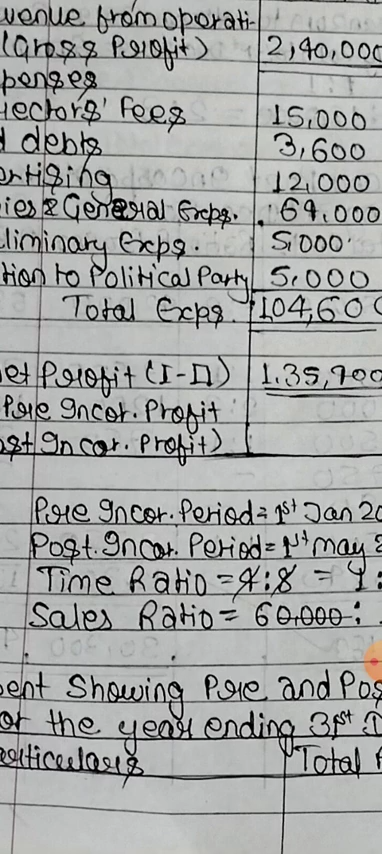 venue from operati-
(Gross Profit) 2,40,000
penses
rectors' Fees 15,000
d debts 3,600
ertising 12,000
ies & General Exps. 69,000
liminary Exps. 5,000
tion to Political Party 5,000
Total Exps. 104,600
et Profit (I-II) 1,35,400
Pre Incor. Profit
st Incor. Profit)
Pre Incor. Period = 1st Jan 20
Post. Incor. Period = 1st may 2
Time Ratio = 4:8 = 1:
Sales Ratio = 60,000:
ent Showing Pre and Pos
or the year ending 31st D
articulars Total A